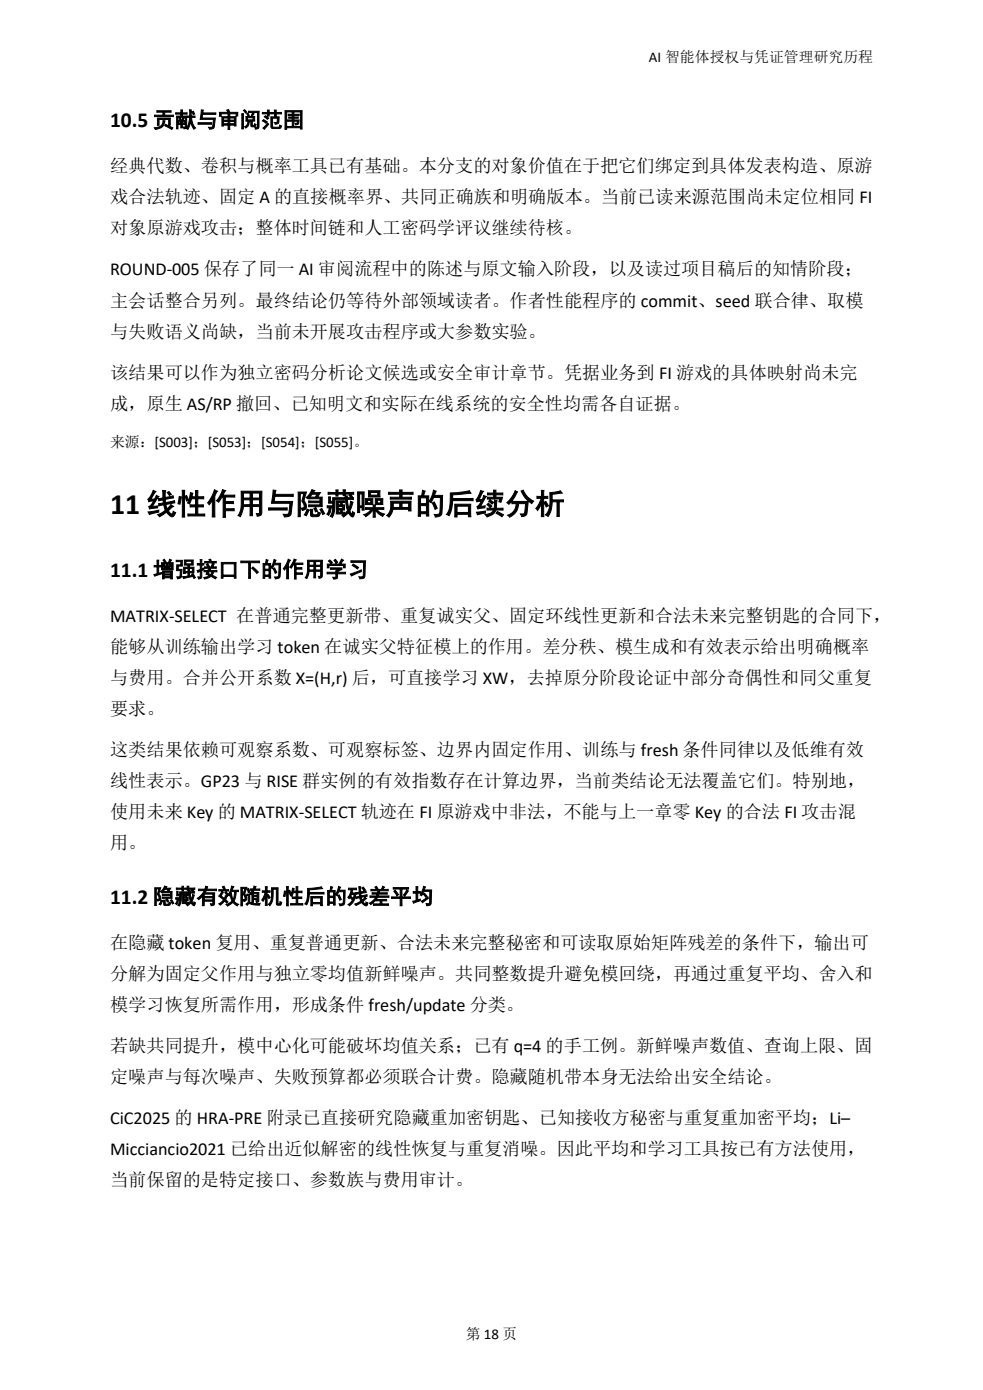 AI 智能体授权与凭证管理研究历程
10.5 贡献与审阅范围
经典代数、卷积与概率工具已有基础。本分支的对象价值在于把它们绑定到具体发表构造、原游
戏合法轨迹、固定 A 的直接概率界、共同正确族和明确版本。当前已读来源范围尚未定位相同 FI
对象原游戏攻击；整体时间链和人工密码学评议继续待核。
ROUND-005 保存了同一 AI 审阅流程中的陈述与原文输入阶段，以及读过项目稿后的知情阶段；
主会话整合另列。最终结论仍等待外部领域读者。作者性能程序的 commit、seed 联合律、取模
与失败语义尚缺，当前未开展攻击程序或大参数实验。
该结果可以作为独立密码分析论文候选或安全审计章节。凭据业务到 FI 游戏的具体映射尚未完
成，原生 AS/RP 撤回、已知明文和实际在线系统的安全性均需各自证据。
来源：[S003]；[S053]；[S054]；[S055]。
11 线性作用与隐藏噪声的后续分析
11.1 增强接口下的作用学习
MATRIX-SELECT 在普通完整更新带、重复诚实父、固定环线性更新和合法未来完整钥匙的合同下，
能够从训练输出学习 token 在诚实父特征模上的作用。差分秩、模生成和有效表示给出明确概率
与费用。合并公开系数 X=(H,r) 后，可直接学习 XW，去掉原分阶段论证中部分奇偶性和同父重复
要求。
这类结果依赖可观察系数、可观察标签、边界内固定作用、训练与 fresh 条件同律以及低维有效
线性表示。GP23 与 RISE 群实例的有效指数存在计算边界，当前类结论无法覆盖它们。特别地，
使用未来 Key 的 MATRIX-SELECT 轨迹在 FI 原游戏中非法，不能与上一章零 Key 的合法 FI 攻击混
用。
11.2 隐藏有效随机性后的残差平均
在隐藏 token 复用、重复普通更新、合法未来完整秘密和可读取原始矩阵残差的条件下，输出可
分解为固定父作用与独立零均值新鲜噪声。共同整数提升避免模回绕，再通过重复平均、舍入和
模学习恢复所需作用，形成条件 fresh/update 分类。
若缺共同提升，模中心化可能破坏均值关系；已有 q=4 的手工例。新鲜噪声数值、查询上限、固
定噪声与每次噪声、失败预算都必须联合计费。隐藏随机带本身无法给出安全结论。
CiC2025 的 HRA-PRE 附录已直接研究隐藏重加密钥匙、已知接收方秘密与重复重加密平均；Li–
Micciancio2021 已给出近似解密的线性恢复与重复消噪。因此平均和学习工具按已有方法使用，
当前保留的是特定接口、参数族与费用审计。
第 18 页